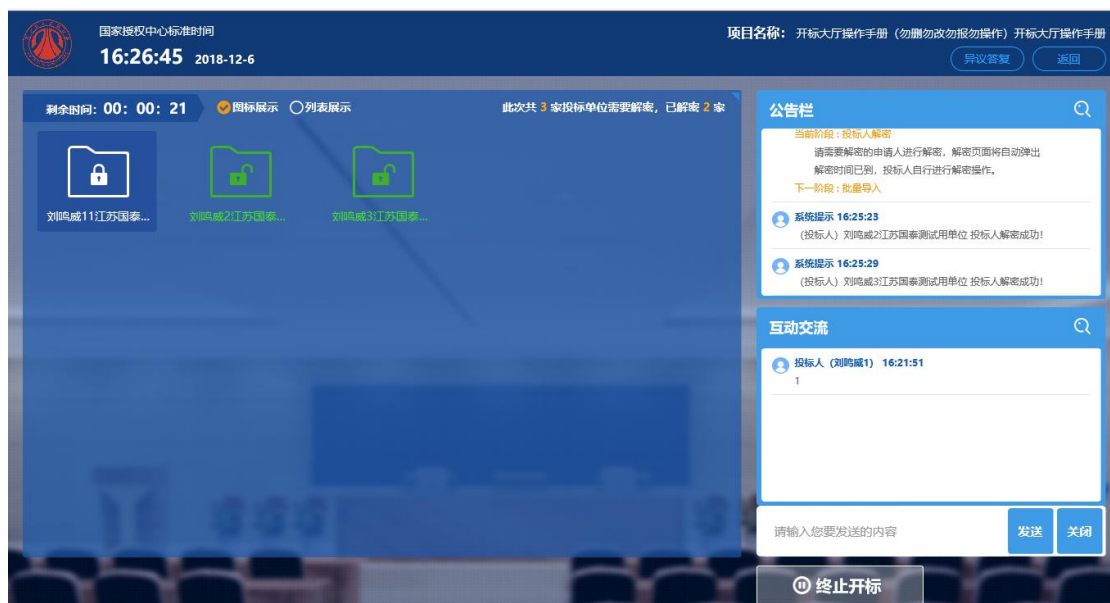 国家授权中心标准时间
16:26:45 2018-12-6
项目名称： 开标大厅操作手册（勿删勿改勿报勿操作）开标大厅操作手册
异议答复 返回
剩余时间：00：00：21 图标展示 列表展示 此次共 3 家投标单位需要解密，已解密 2 家
刘鸣威11江苏国泰... 刘鸣威2江苏国泰... 刘鸣威3江苏国泰...
公告栏
当前阶段：投标人解密
请需要解密的申请人进行解密，解密页面将自动弹出
解密时间已到，投标人自行进行解密操作。
下一阶段：批量导入
系统提示 16:25:23
（投标人）刘鸣威2江苏国泰测试用单位 投标人解密成功!
系统提示 16:25:29
（投标人）刘鸣威3江苏国泰测试用单位 投标人解密成功!
互动交流
投标人（刘鸣威1） 16:21:51
1
请输入您要发送的内容 发送 关闭
终止开标